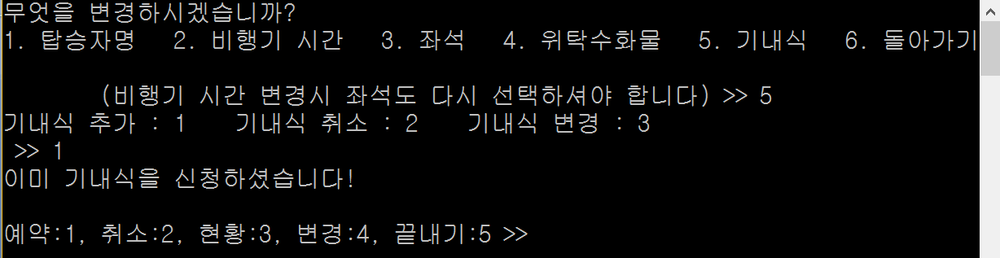 무엇을 변경하시겠습니까?
1. 탑승자명 2. 비행기 시간 3. 좌석 4. 위탁수화물 5. 기내식 6. 돌아가기
(비행기 시간 변경시 좌석도 다시 선택하셔야 합니다) >> 5
기내식 추가 : 1 기내식 취소 : 2 기내식 변경 : 3
>> 1
이미 기내식을 신청하셨습니다!
예약:1, 취소:2, 현황:3, 변경:4, 끝내기:5 >>